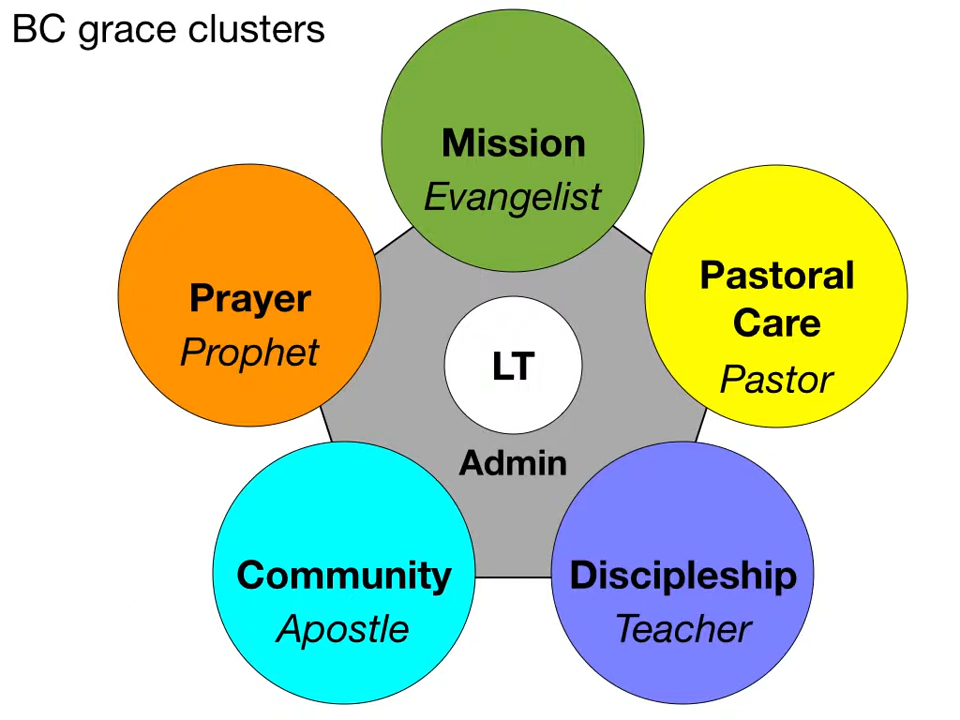 BC grace clusters
Mission
Evangelist
Prayer
Prophet
Pastoral
Care
Pastor
LT
Admin
Community
Apostle
Discipleship
Teacher